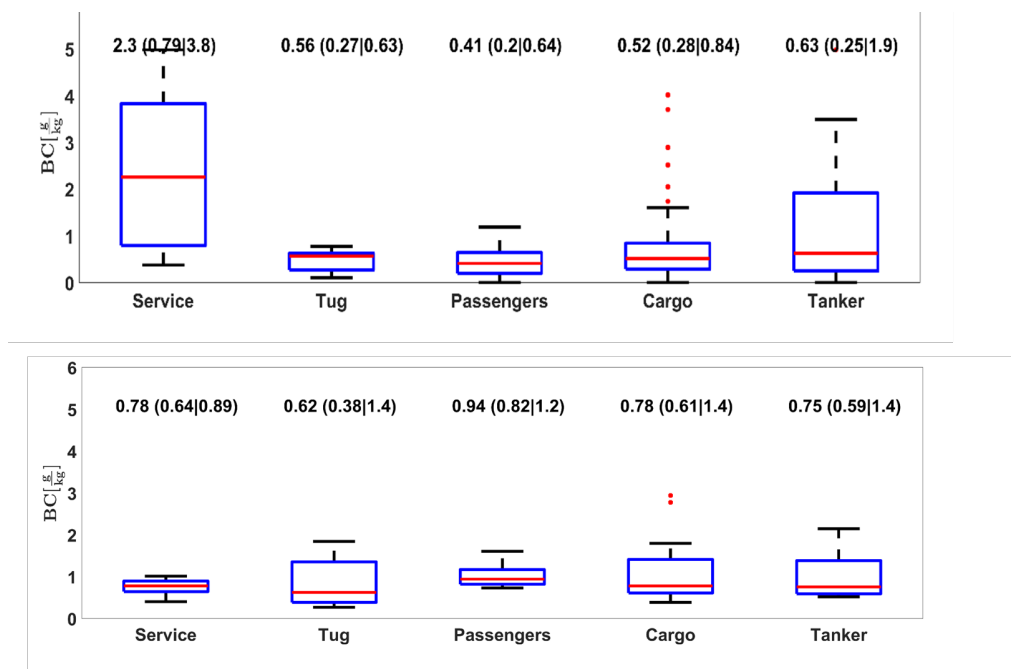 5 2.3 (0.79|3.8) 0.56 (0.27|0.63) 0.41 (0.2|0.64) 0.52 (0.28|0.84) 0.63 (0.25|1.9)
4
BC[g/kg]
3
2
1
0
Service Tug Passengers Cargo Tanker
6
5 0.78 (0.64|0.89) 0.62 (0.38|1.4) 0.94 (0.82|1.2) 0.78 (0.61|1.4) 0.75 (0.59|1.4)
4
BC[g/kg]
3
2
1
0
Service Tug Passengers Cargo Tanker